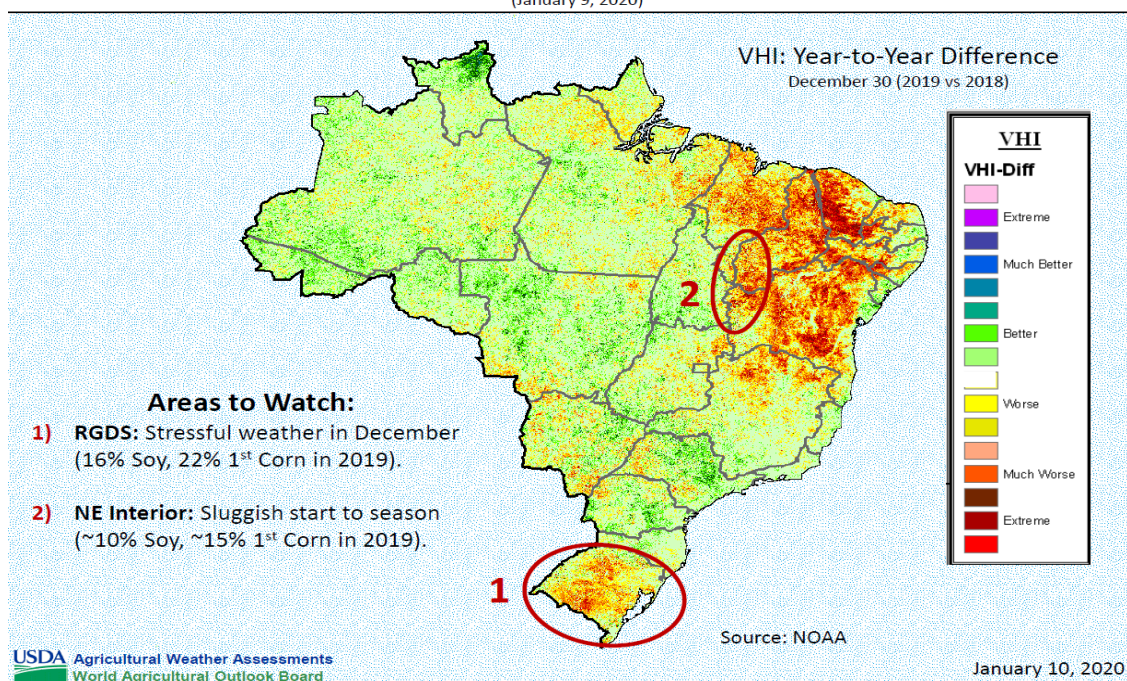 (January 9, 2020)
VHI: Year-to-Year Difference
December 30 (2019 vs 2018)
VHI
VHI-Diff
Extreme
Much Better
Better
Worse
Much Worse
Extreme
2
Areas to Watch:
1) RGDS: Stressful weather in December
(16% Soy, 22% 1st Corn in 2019).
2) NE Interior: Sluggish start to season
(~10% Soy, ~15% 1st Corn in 2019).
1
Source: NOAA
USDA Agricultural Weather Assessments
World Agricultural Outlook Board
January 10, 2020